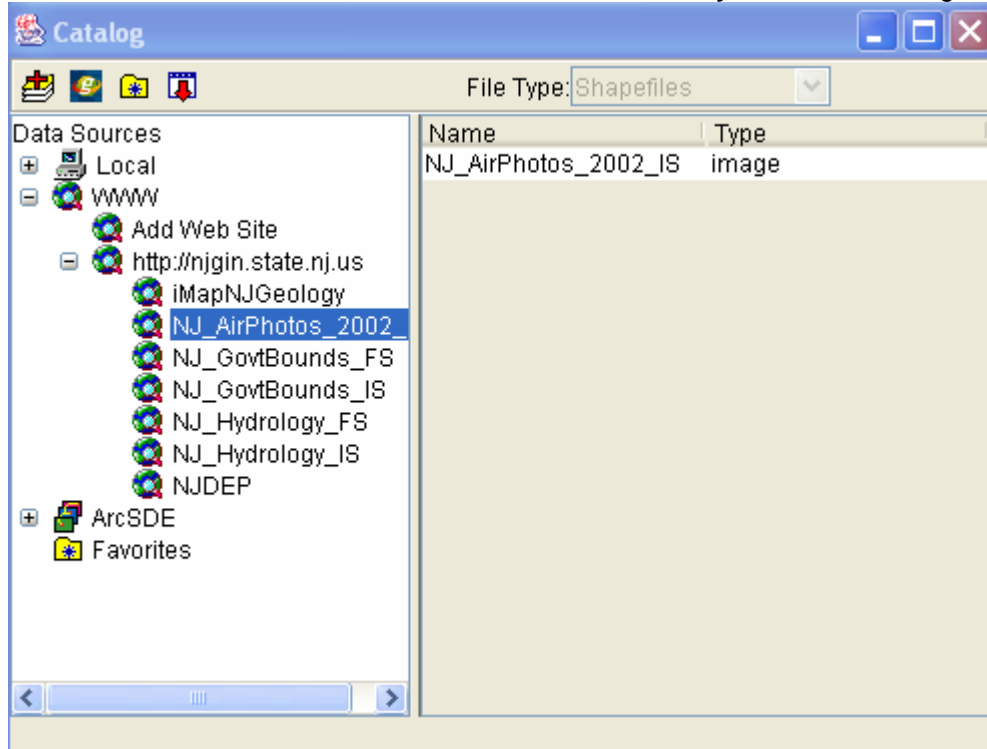 Catalog
File Type: Shapefiles
Data Sources
Local
WWW
Add Web Site
http://njgin.state.nj.us
iMapNJGeology
NJ_AirPhotos_2002_
NJ_GovtBounds_FS
NJ_GovtBounds_IS
NJ_Hydrology_FS
NJ_Hydrology_IS
NJDEP
ArcSDE
Favorites
Name Type
NJ_AirPhotos_2002_IS image